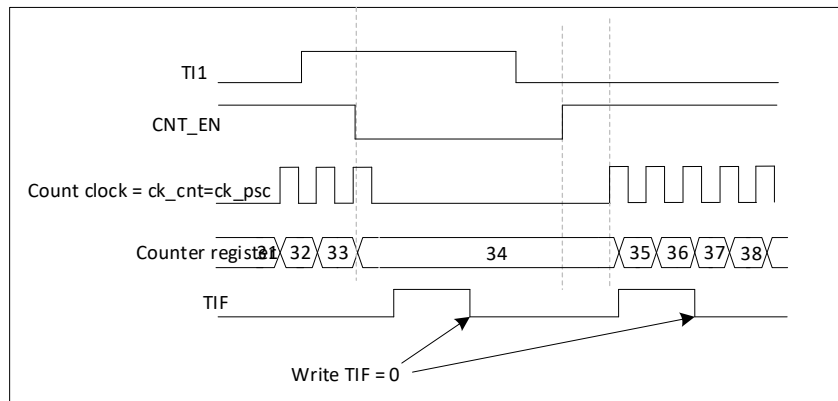 TI1
CNT_EN
Count clock = ck_cnt=ck_psc
Counter register 31 32 33 34 35 36 37 38
TIF
Write TIF = 0